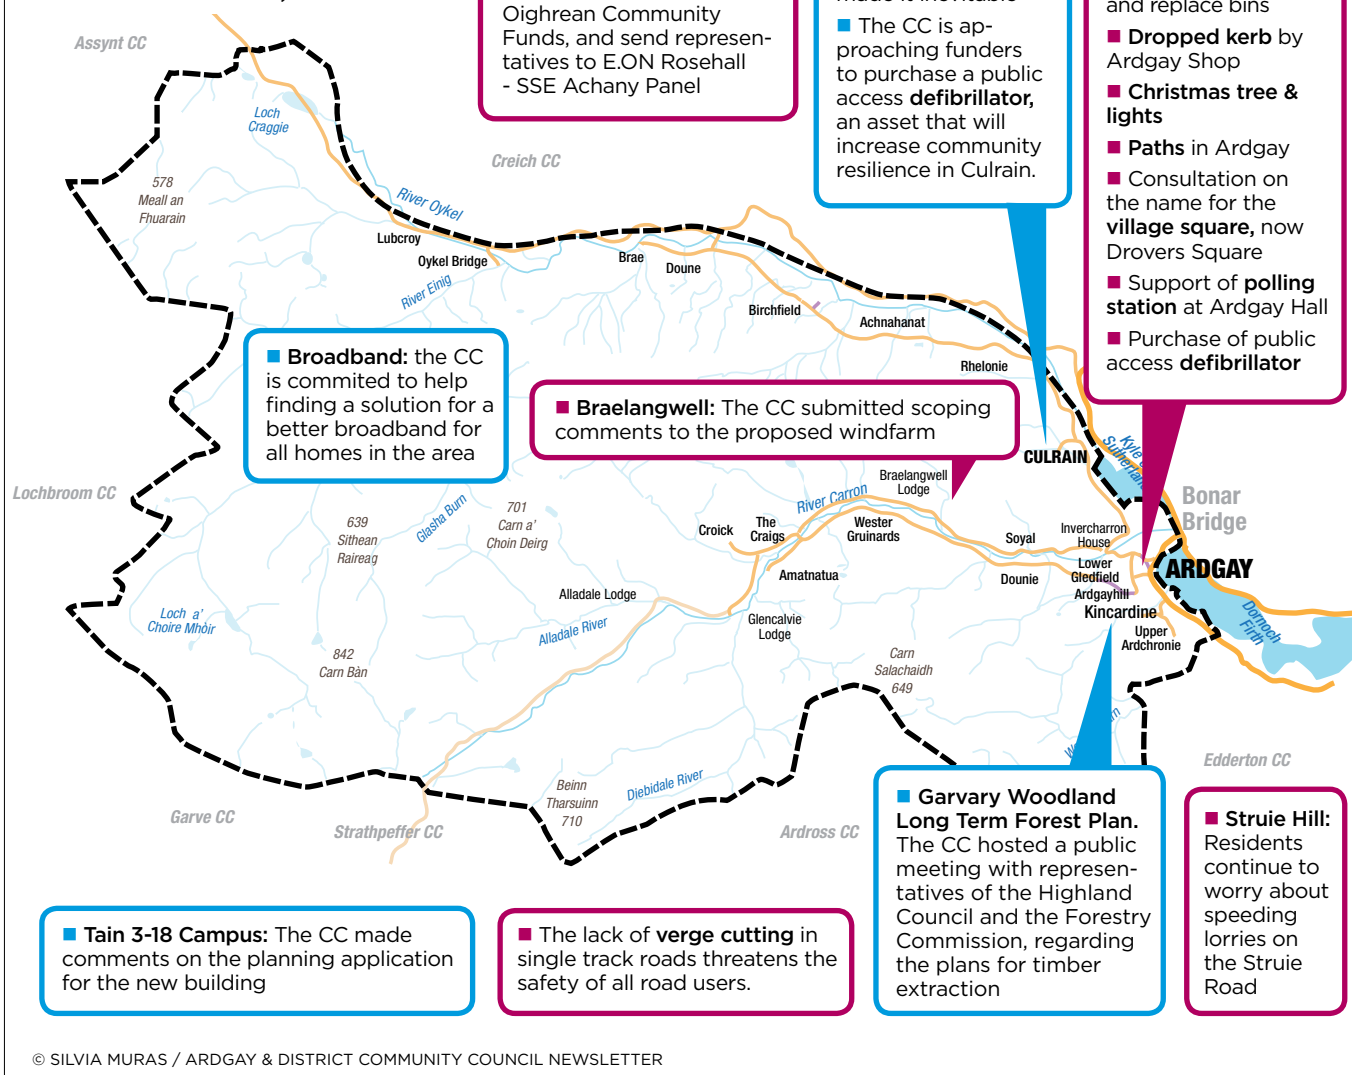 Oighrean Community
Funds, and send represen-
tatives to E.ON Rosehall
- SSE Achany Panel
■ The CC is ap-
proaching funders
to purchase a public
access defibrillator,
an asset that will
increase community
resilience in Culrain.
and replace bins
■ Dropped kerb by
Ardgay Shop
■ Christmas tree &
lights
■ Paths in Ardgay
■ Consultation on
the name for the
village square, now
Drovers Square
■ Support of polling
station at Ardgay Hall
■ Purchase of public
access defibrillator
Assynt CC
Loch
Craggie
Creich CC
578
Meall an
Fhuarain
River Oykel
Lubcroy
Oykel Bridge
River Einig
Brae
Doune
Birchfield
Achnahanat
Rhelonie
■ Broadband: the CC
is commited to help
finding a solution for a
better broadband for
all homes in the area
■ Braelangwell: The CC submitted scoping
comments to the proposed windfarm
CULRAIN
Kyle of
Sutherland
Braelangwell
Lodge
Lochbroom CC
Bonar
Bridge
River Carron
Glasha Burn
701
Carn a'
Choin Deirg
639
Sithean
Raireag
Croick
The
Craigs
Wester
Gruinards
Soyal
Invercharron
House
ARDGAY
Amatnatua
Dounie
Lower
Gledfield
Ardgayhill
Kincardine
Alladale Lodge
Glencalvie
Lodge
Upper
Ardchronie
Dornoch
Firth
Loch a'
Choire Mhòir
Alladale River
842
Carn Bàn
Carn
Salachaidh
649
Edderton CC
Beinn
Tharsuinn
710
Diebidale River
Garve CC
Strathpeffer CC
Ardross CC
■ Garvary Woodland
Long Term Forest Plan.
The CC hosted a public
meeting with represen-
tatives of the Highland
Council and the Forestry
Commission, regarding
the plans for timber
extraction
■ Struie Hill:
Residents
continue to
worry about
speeding
lorries on
the Struie
Road
■ Tain 3-18 Campus: The CC made
comments on the planning application
for the new building
■ The lack of verge cutting in
single track roads threatens the
safety of all road users.
© SILVIA MURAS / ARDGAY & DISTRICT COMMUNITY COUNCIL NEWSLETTER